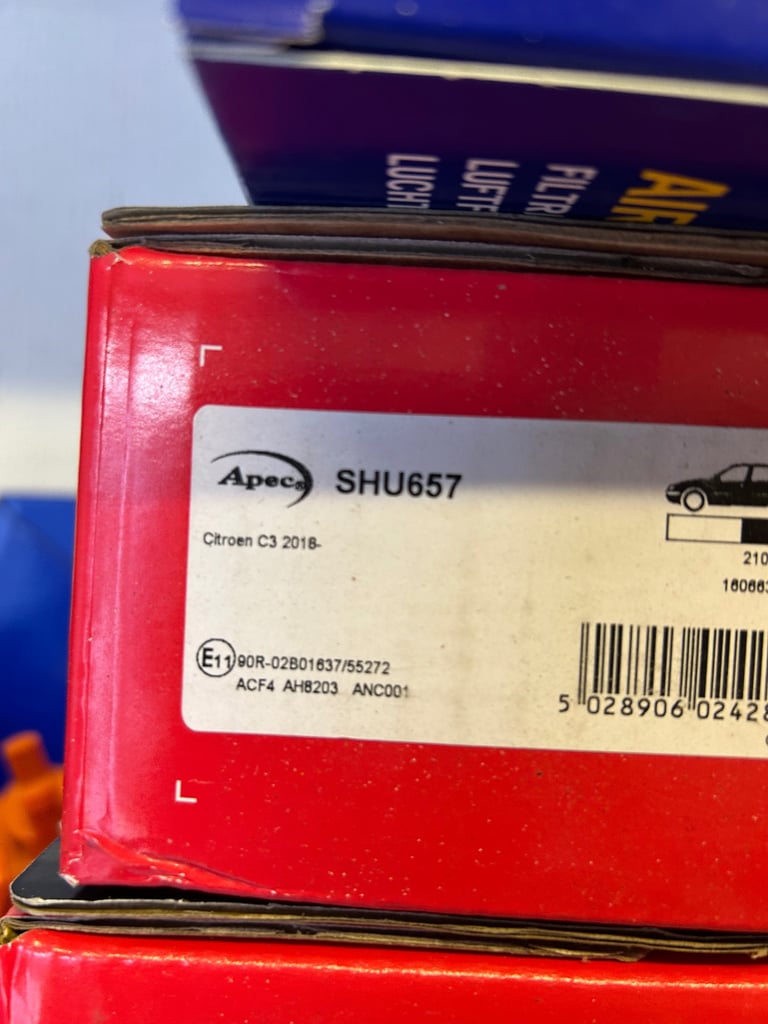 LUCHT
LUFTF
FILTR
AIR
Apec® SHU657
Citroen C3 2016-
210
160663
E11 90R-02B01637/55272
ACF4 AH8203 ANC001
5 028906 02428